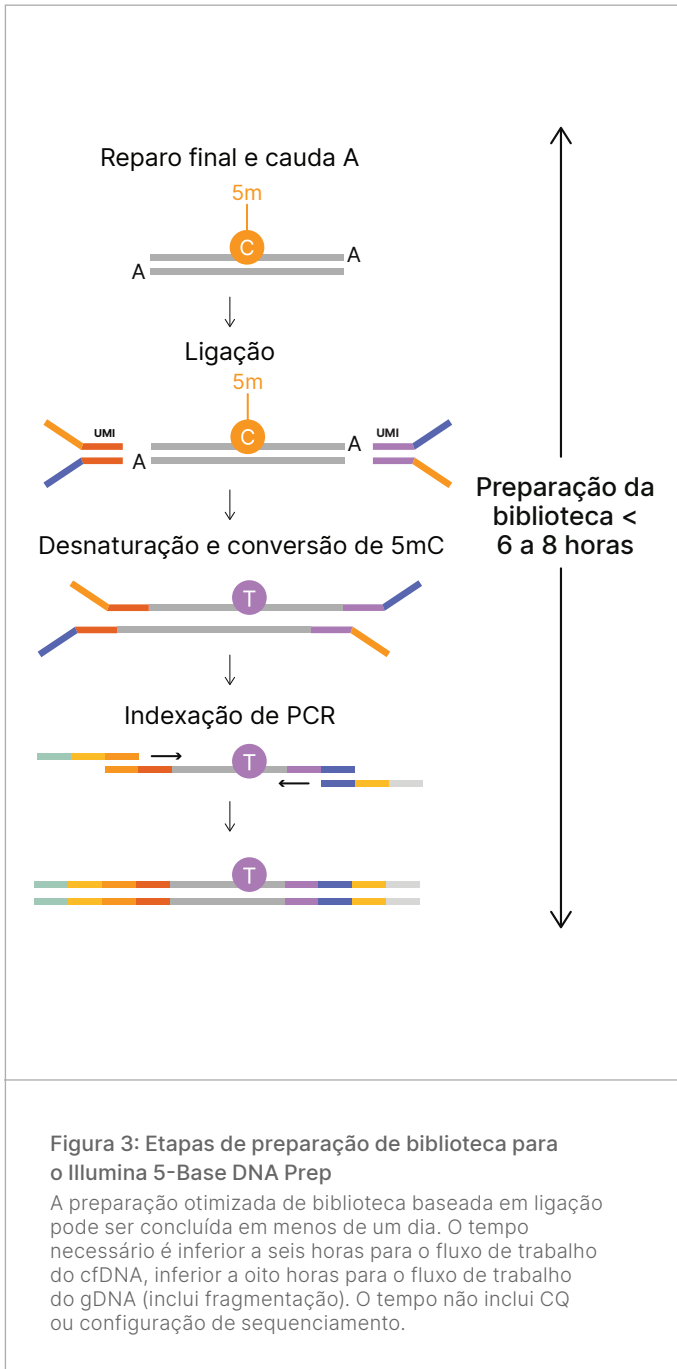 Reparo final e cauda A
5m
C
A
A
Ligação
5m
UMI
UMI
C
A
A
Preparação da
biblioteca <
6 a 8 horas
Desnaturação e conversão de 5mC
T
Indexação de PCR
T
T
Figura 3: Etapas de preparação de biblioteca para
o Illumina 5-Base DNA Prep
A preparação otimizada de biblioteca baseada em ligação
pode ser concluída em menos de um dia. O tempo
necessário é inferior a seis horas para o fluxo de trabalho
do cfDNA, inferior a oito horas para o fluxo de trabalho
do gDNA (inclui fragmentação). O tempo não inclui CQ
ou configuração de sequenciamento.